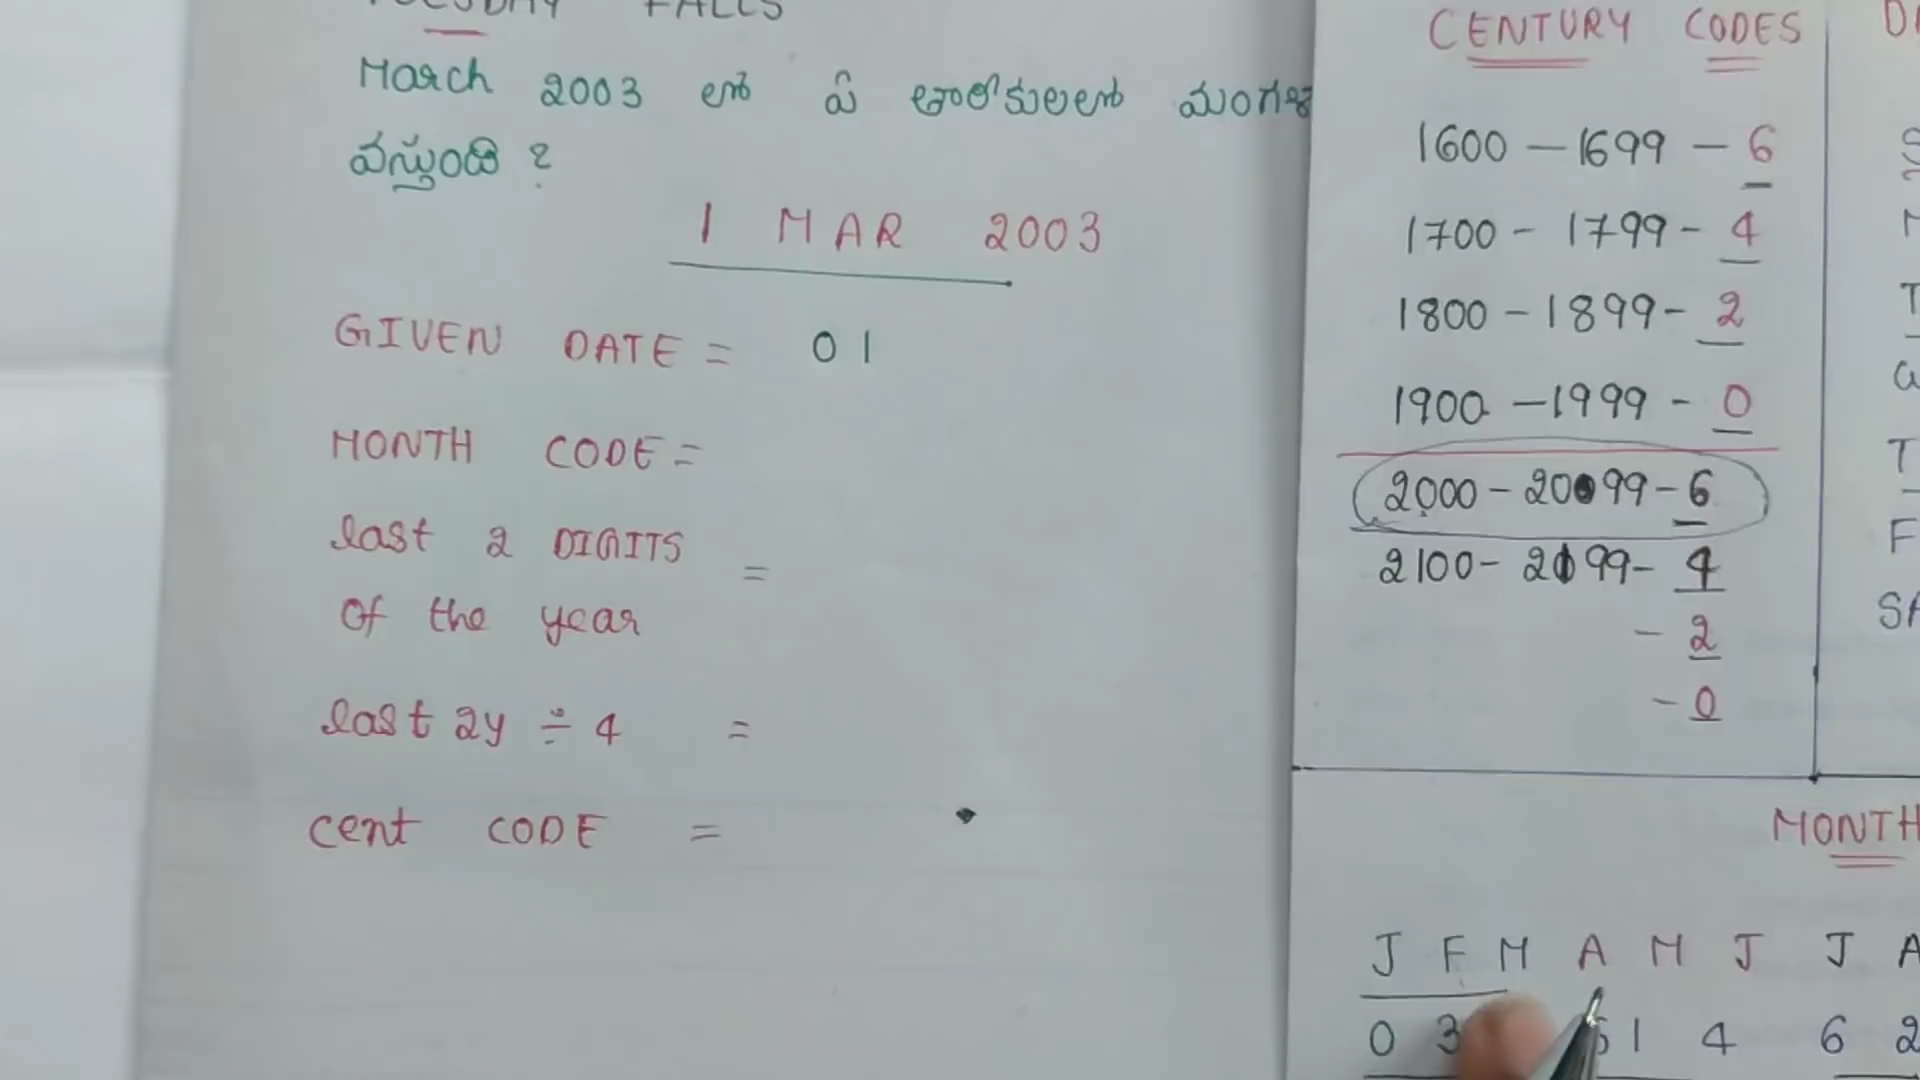 TUESDAY FALLS
March 2003 లో ఏ తారీకులలో
వస్తుంది ?
1 MAR 2003
GIVEN DATE = 01
MONTH CODE =
last 2 DIGITS
of the year =
last 2y ÷ 4 =
cent CODE =
CENTURY CODES
1600 - 1699 - 6
1700 - 1799 - 4
1800 - 1899 - 2
1900 - 1999 - 0
2000 - 2099 - 6
2100 - 2199 - 4
- 2
- 0
MONTH
J F M A M J J A
0 3 1 4 6 2